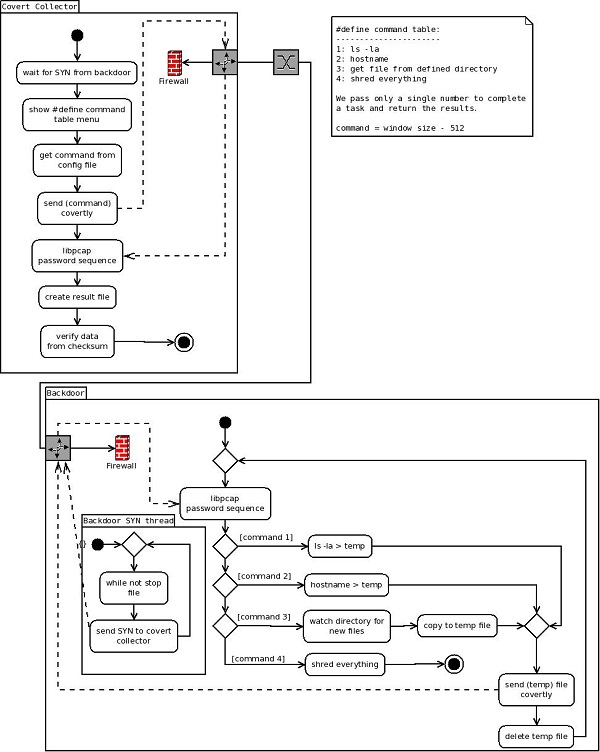 Covert Collector
wait for SYN from backdoor
show #define command
table menu
get command from
config file
send (command)
covertly
libpcap
password sequence
create result file
verify data
from checksum
Firewall
#define command table:
----------------------
1: ls -la
2: hostname
3: get file from defined directory
4: shred everything
We pass only a single number to complete
a task and return the results.
command = window size - 512
Backdoor
Firewall
libpcap
password sequence
Backdoor SYN thread
while not stop
file
send SYN to covert
collector
[command 1]
ls -la > temp
[command 2]
hostname > temp
[command 3]
watch directory for
new files
copy to temp file
[command 4]
shred everything
send (temp) file
covertly
delete temp file